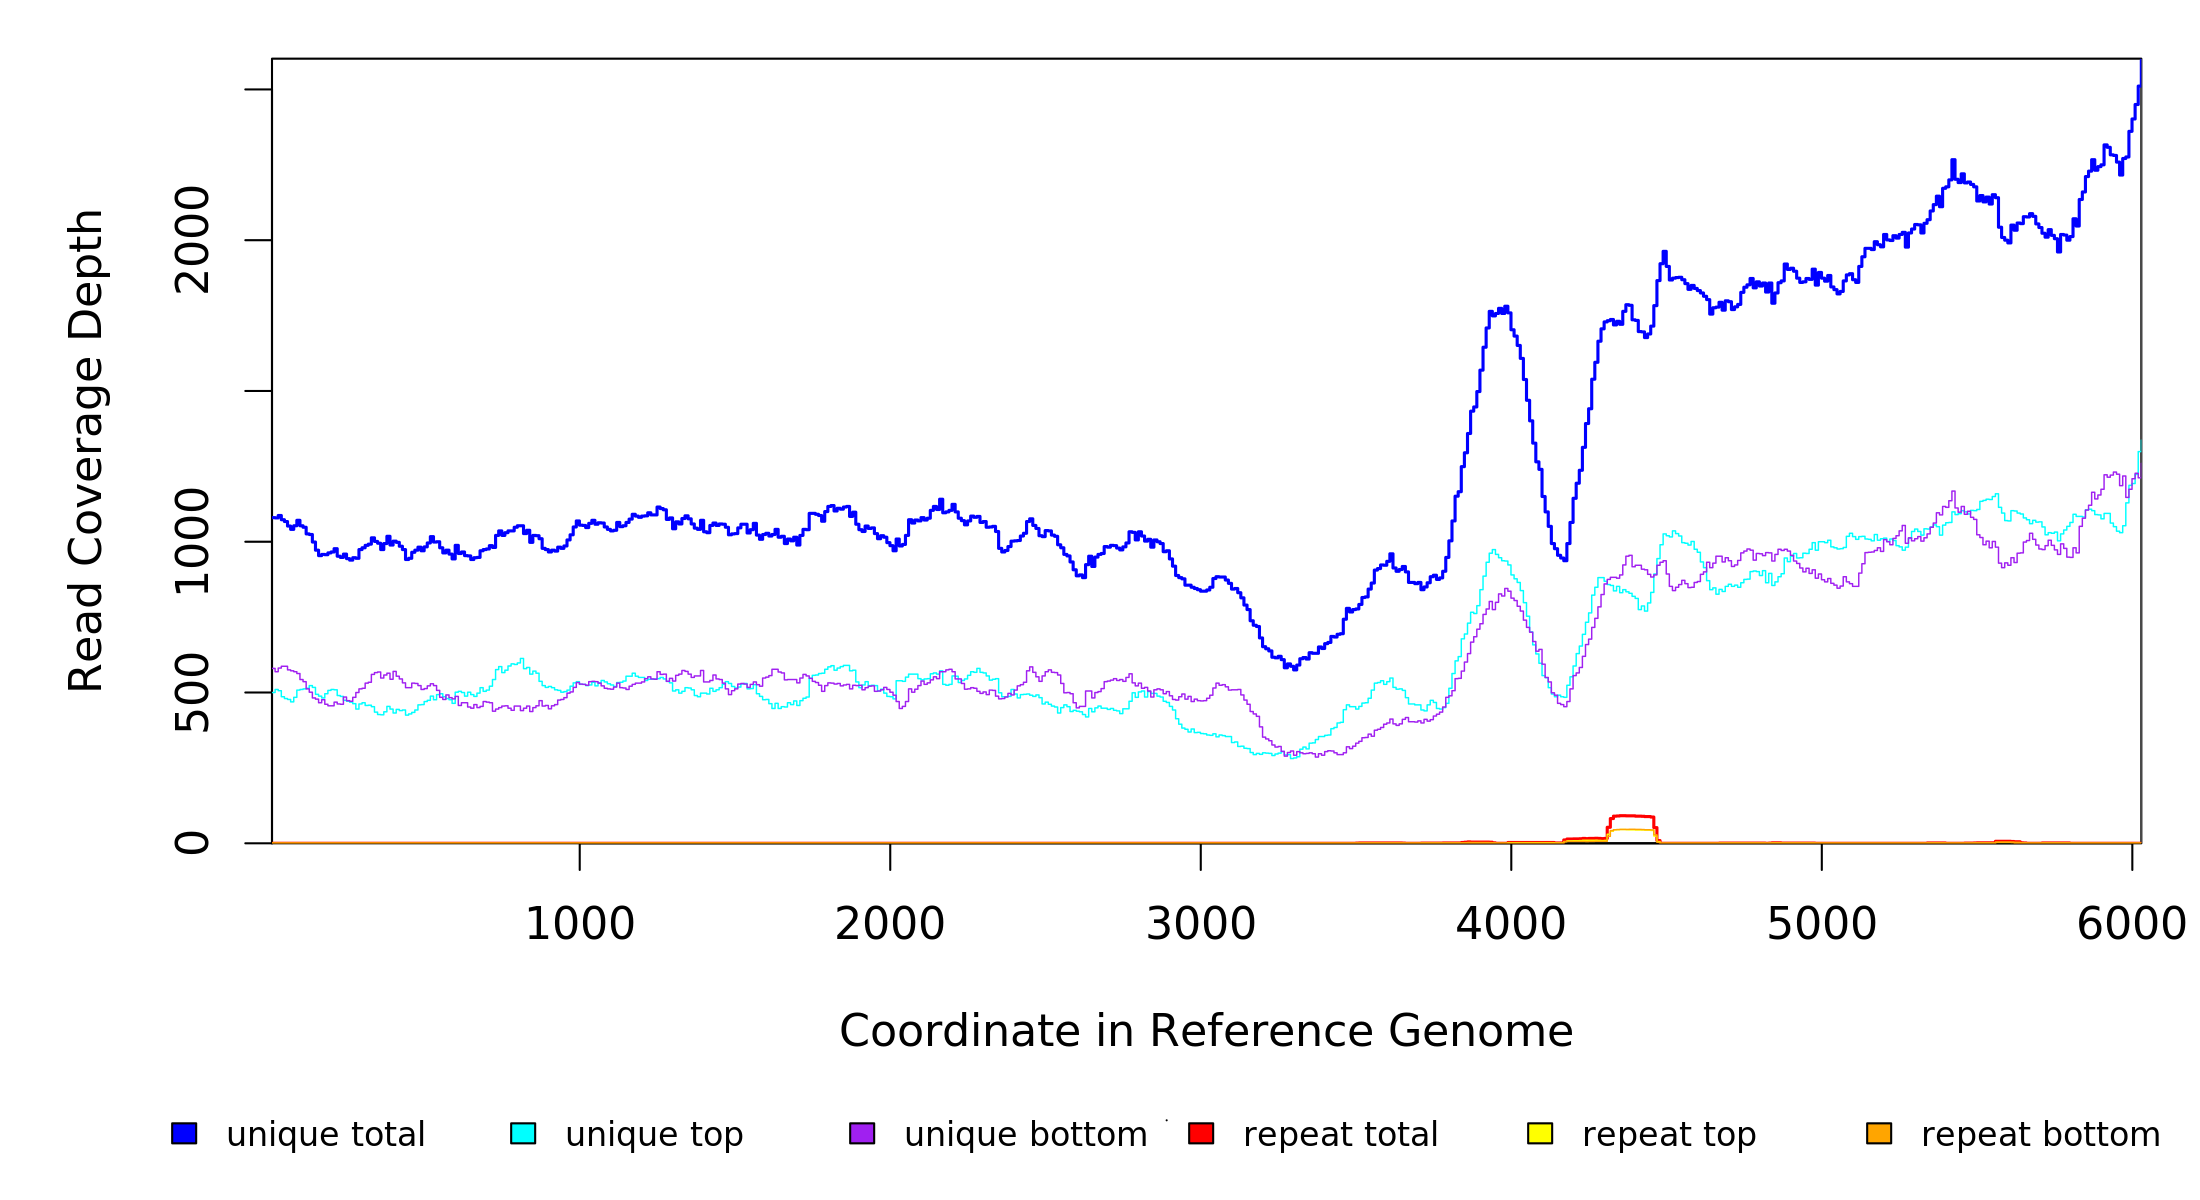 Read Coverage Depth
2000
1000
500
0
1000 2000 3000 4000 5000 6000
Coordinate in Reference Genome
unique total unique top unique bottom repeat total repeat top repeat bottom